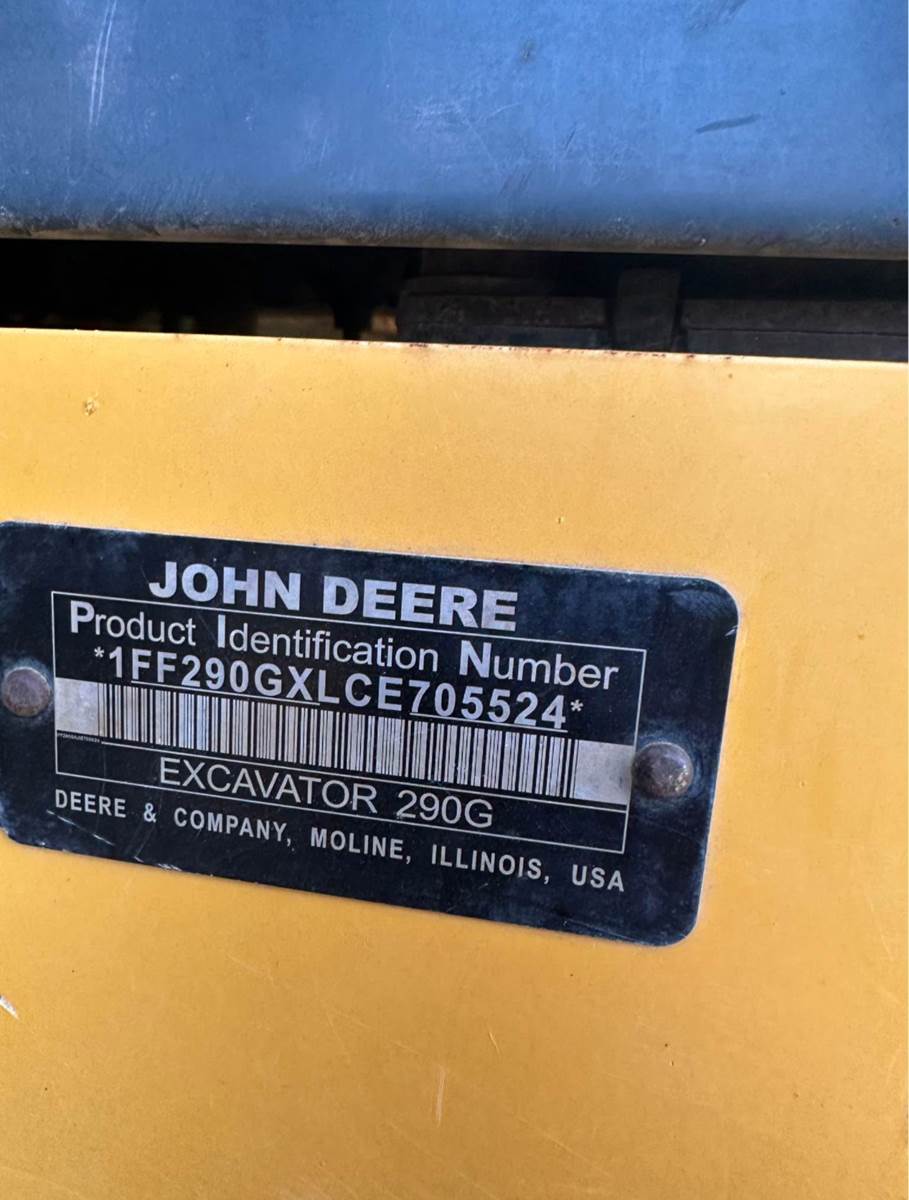 JOHN DEERE
Product Identification Number
*1FF290GXLCE705524*
EXCAVATOR 290G
DEERE & COMPANY, MOLINE, ILLINOIS, USA